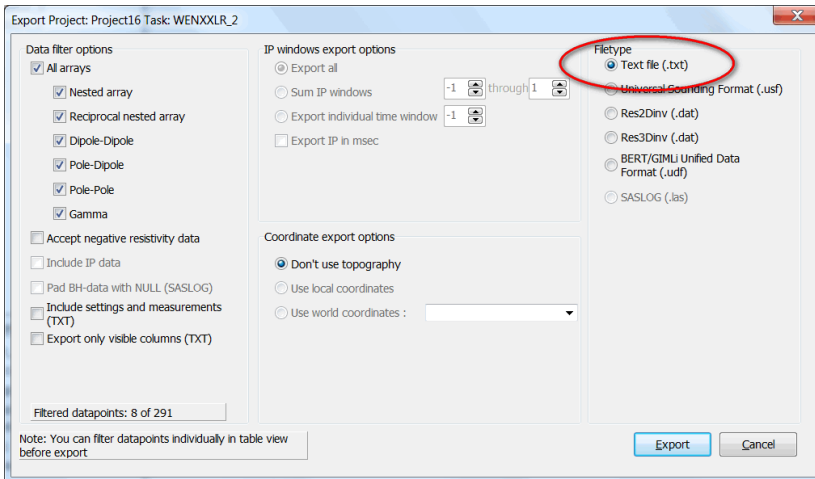 Export Project: Project16 Task: WENXXLR_2
Data filter options
All arrays
Nested array
Reciprocal nested array
Dipole-Dipole
Pole-Dipole
Pole-Pole
Gamma
Accept negative resistivity data
Include IP data
Pad BH-data with NULL (SASLOG)
Include settings and measurements
(TXT)
Export only visible columns (TXT)
Filtered datapoints: 8 of 291
Note: You can filter datapoints individually in table view
before export
IP windows export options
Export all
Sum IP windows -1 through 1
Export individual time window -1
Export IP in msec
Coordinate export options
Don't use topography
Use local coordinates
Use world coordinates :
Filetype
Text file (.txt)
Universal Sounding Format (.usf)
Res2Dinv (.dat)
Res3Dinv (.dat)
BERT/GIMLi Unified Data
Format (.udf)
SASLOG (.las)
Export
Cancel